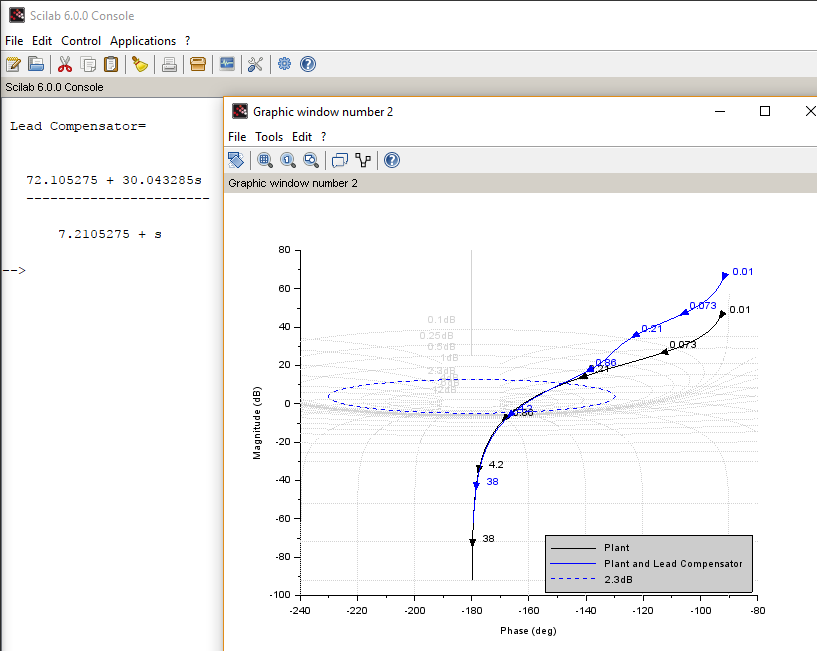 Scilab 6.0.0 Console
File Edit Control Applications ?
Scilab 6.0.0 Console
Lead Compensator=
72.105275 + 30.043285s
-----------------------
7.2105275 + s
-->
Graphic window number 2
File Tools Edit ?
Graphic window number 2
80
60
40
20
0
-20
-40
-60
-80
-100
Magnitude (dB)
0.1dB
0.25dB
0.5dB
1dB
2.3dB
0.01
0.073
0.21
0.86
4.2
38
0.01
0.073
0.86
4.2
38
Plant
Plant and Lead Compensator
2.3dB
-240
-220
-200
-180
-160
-140
-120
-100
-80
Phase (deg)